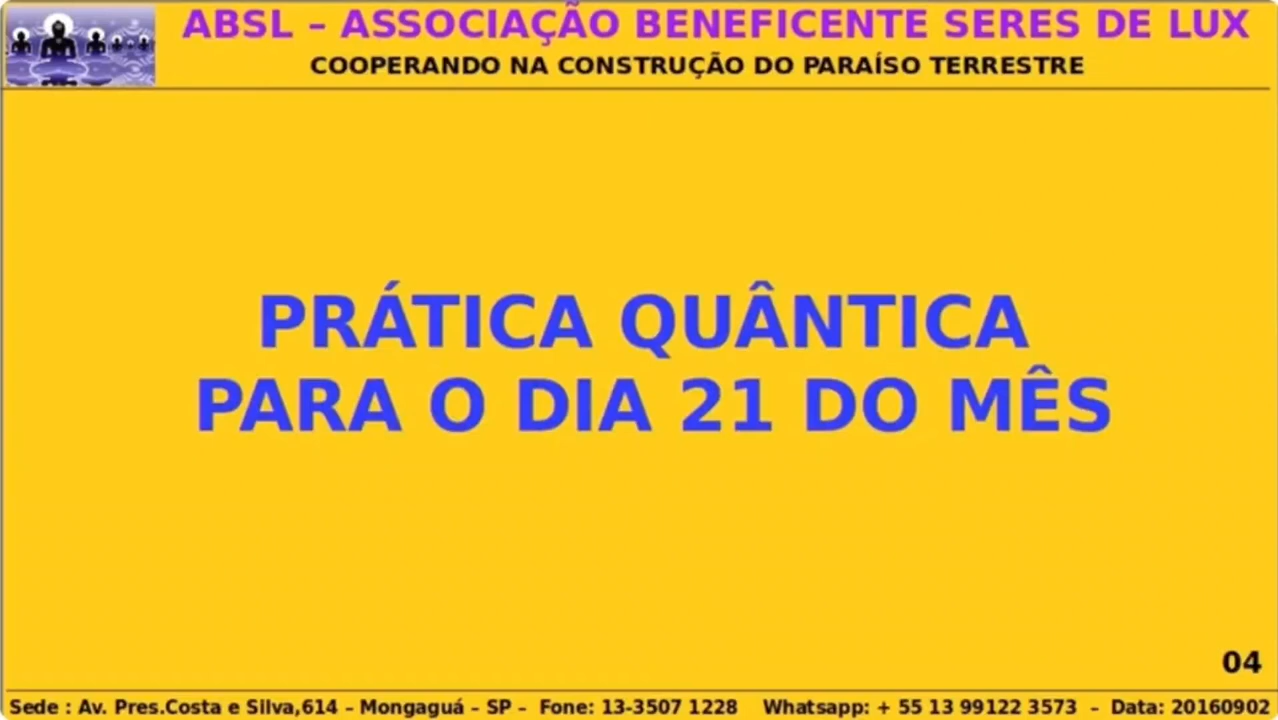 ABSL – ASSOCIAÇÃO BENEFICENTE SERES DE LUX
COOPERANDO NA CONSTRUÇÃO DO PARAÍSO TERRESTRE
PRÁTICA QUÂNTICA
PARA O DIA 21 DO MÊS
04
Sede : Av. Pres.Costa e Silva,614 – Mongaguá – SP – Fone: 13-3507 1228 Whatsapp: + 55 13 99122 3573 – Data: 20160902